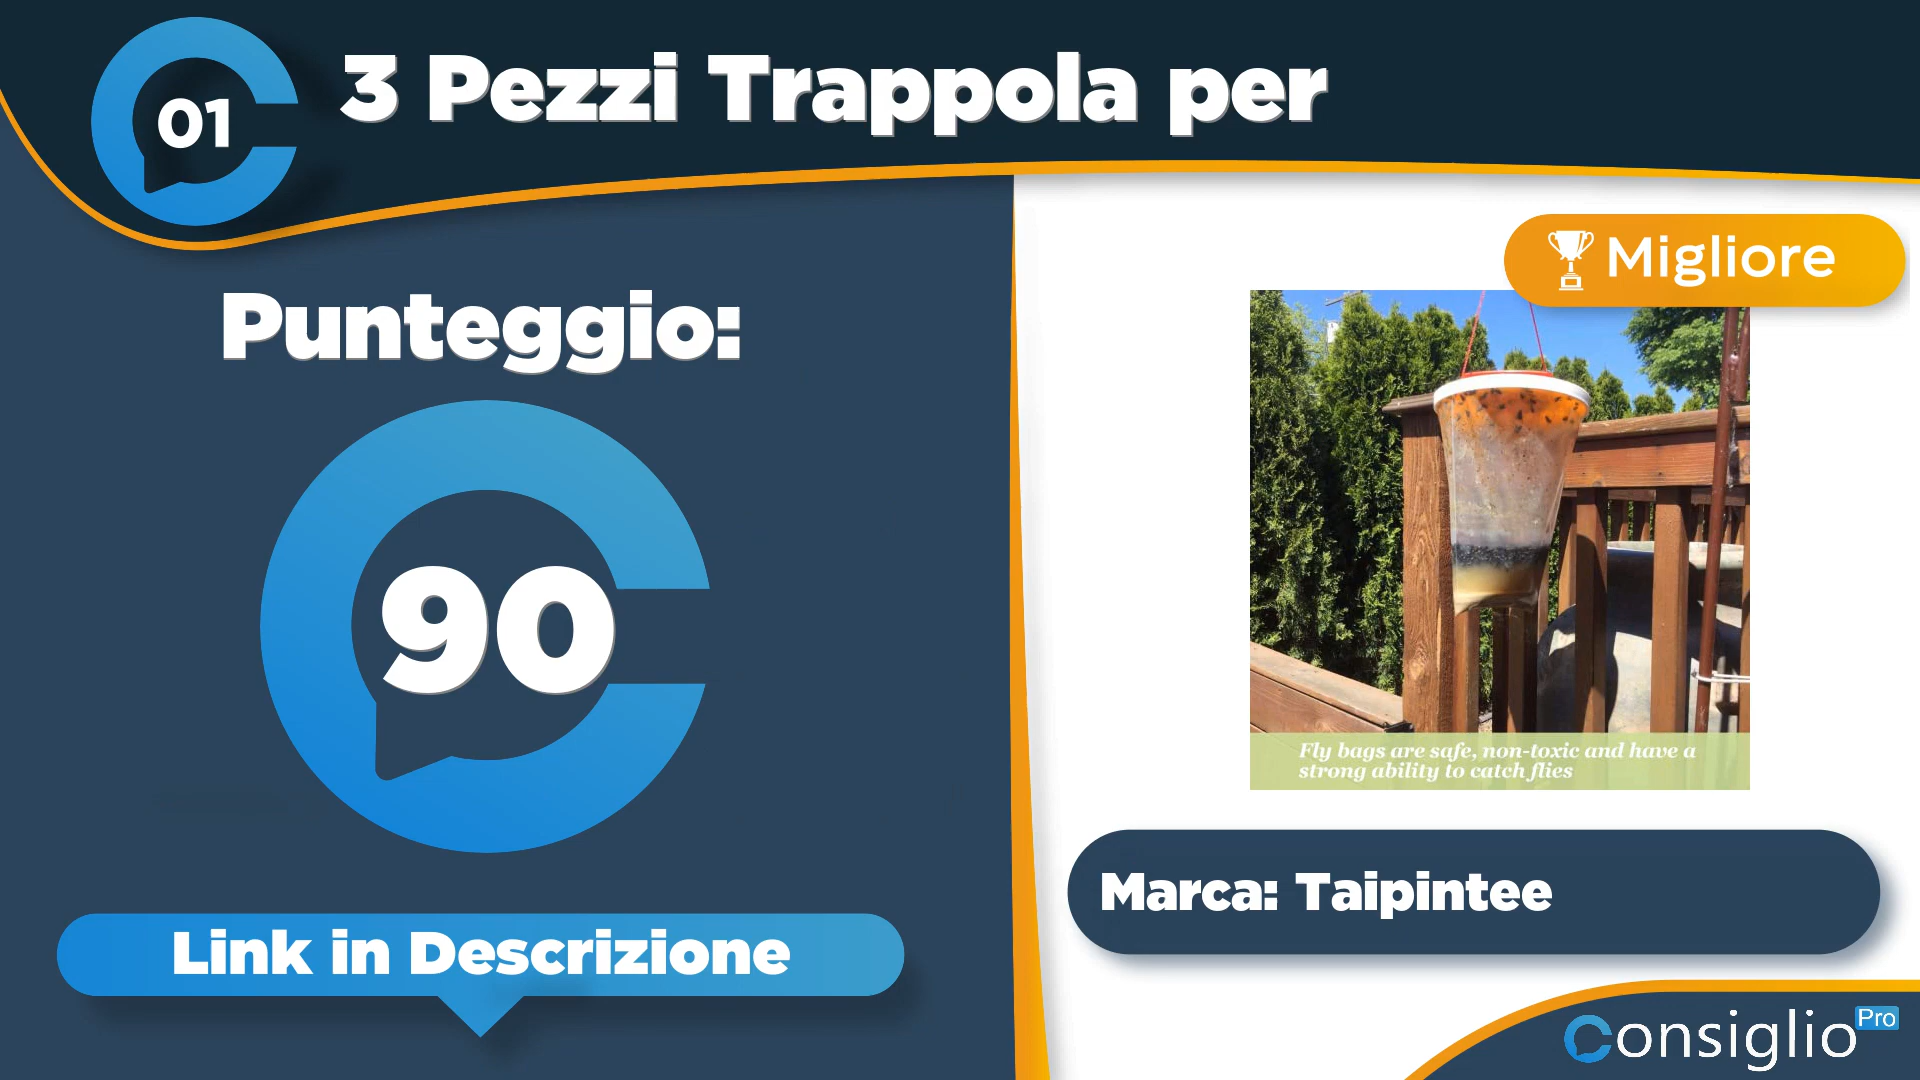 01
3 Pezzi Trappola per
Migliore
Punteggio:
90
Fly bags are safe, non-toxic and have a
strong ability to catch flies
Marca: Taipintee
Link in Descrizione
Consiglio Pro